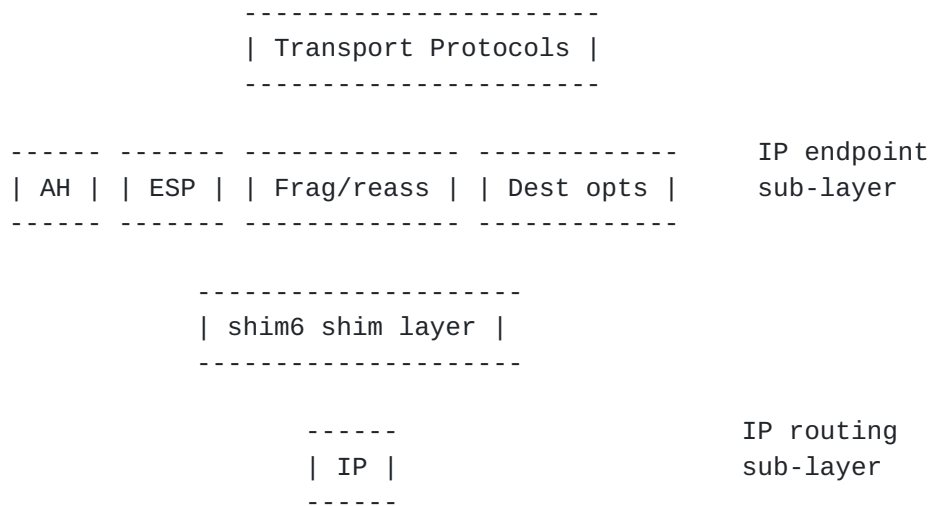 -----------------------
| Transport Protocols |
-----------------------
------ ------- -------------- ------------- IP endpoint
| AH | | ESP | | Frag/reass | | Dest opts | sub-layer
------ ------- -------------- -------------
---------------------
| shim6 shim layer |
---------------------
------ IP routing
| IP | sub-layer
------